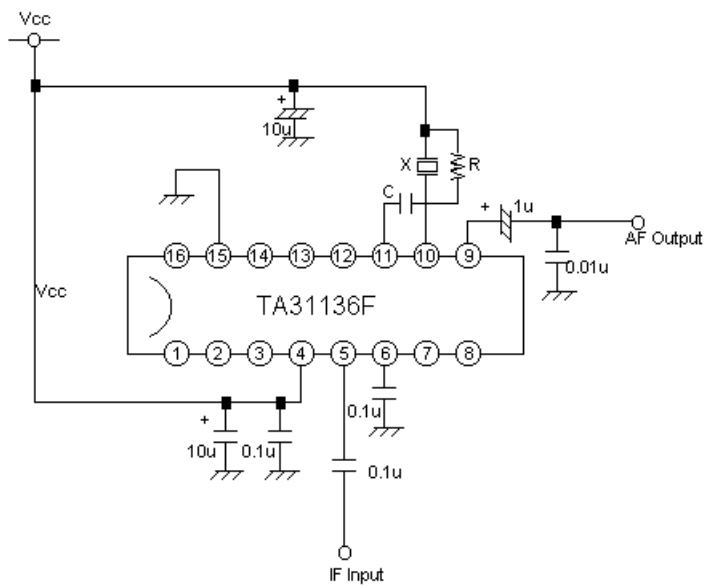 Vcc
+
10u
X
R
C
+
1u
AF Output
0.01u
16 15 14 13 12 11 10 9
Vcc
TA31136F
1 2 3 4 5 6 7 8
+
10u
0.1u
0.1u
0.1u
IF Input